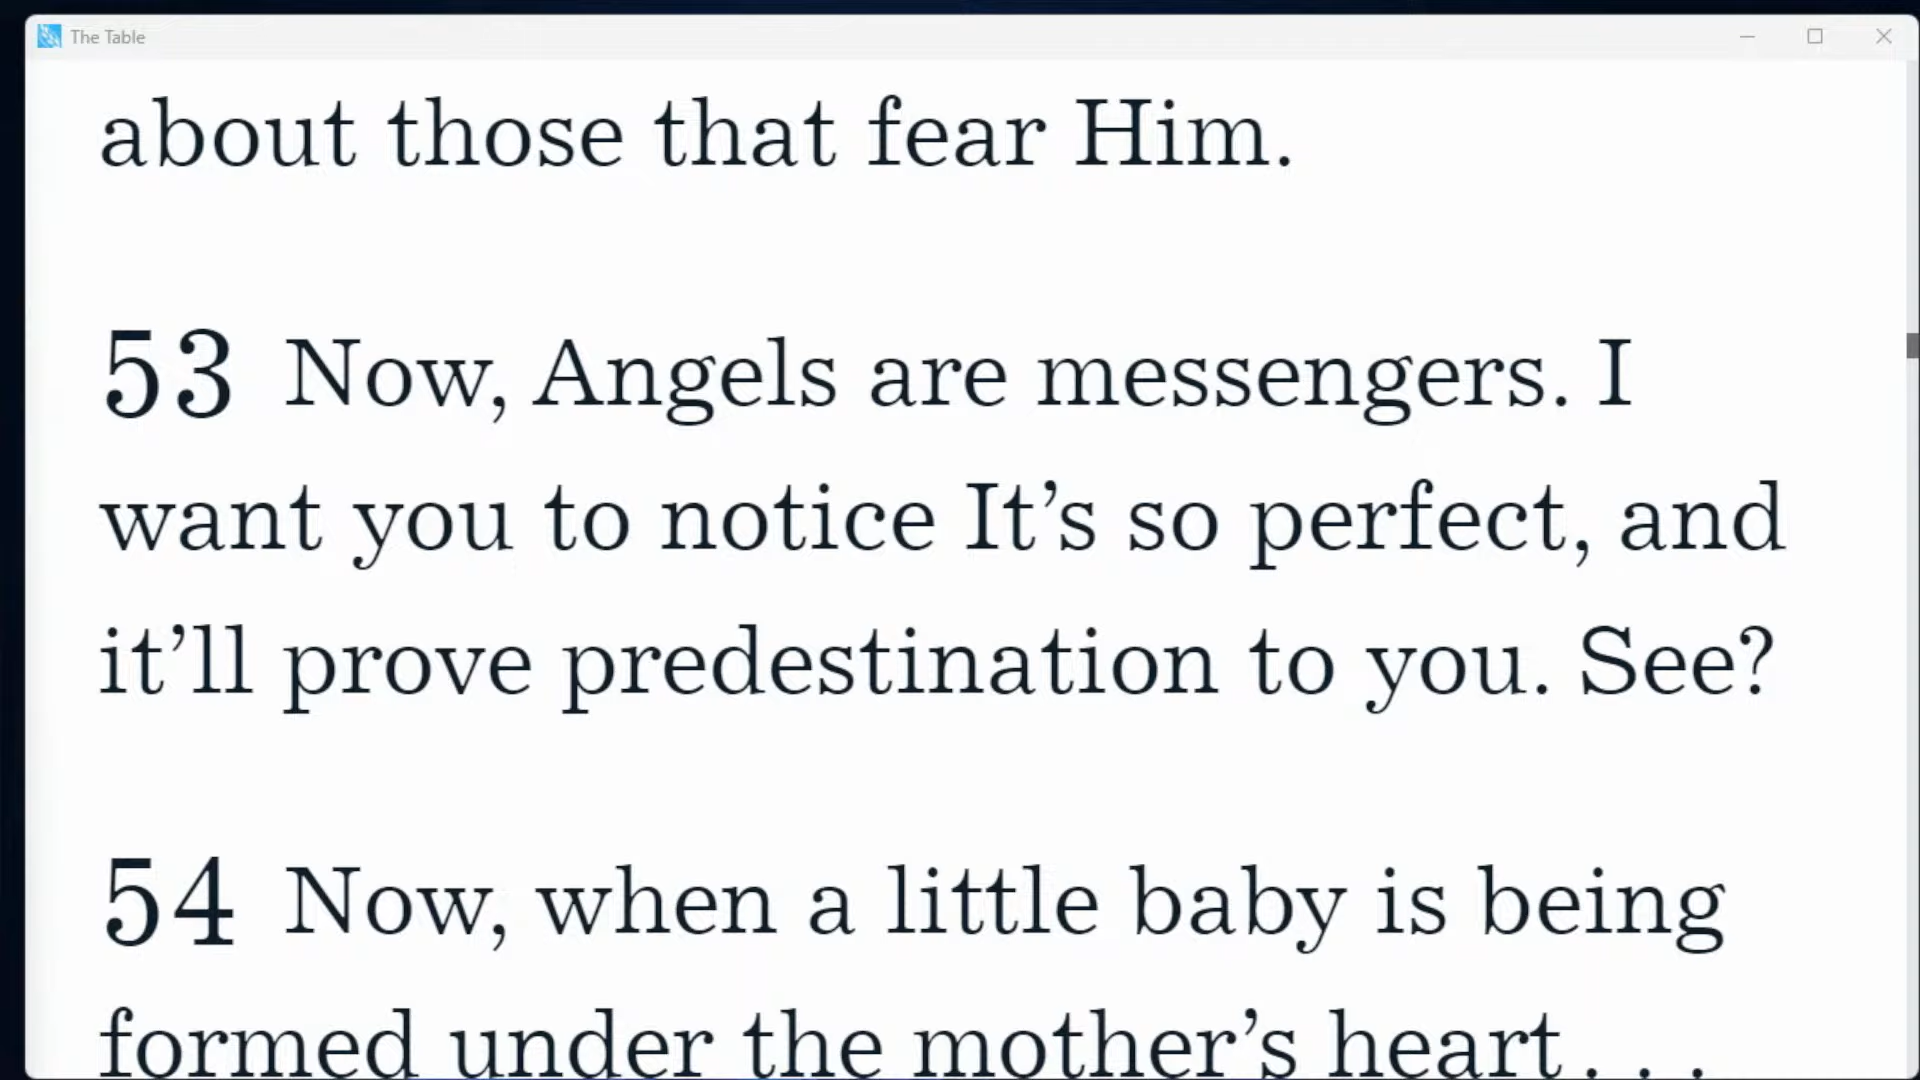 The Table
about those that fear Him.
53 Now, Angels are messengers. I
want you to notice It’s so perfect, and
it’ll prove predestination to you. See?
54 Now, when a little baby is being
formed under the mother’s heart . . .